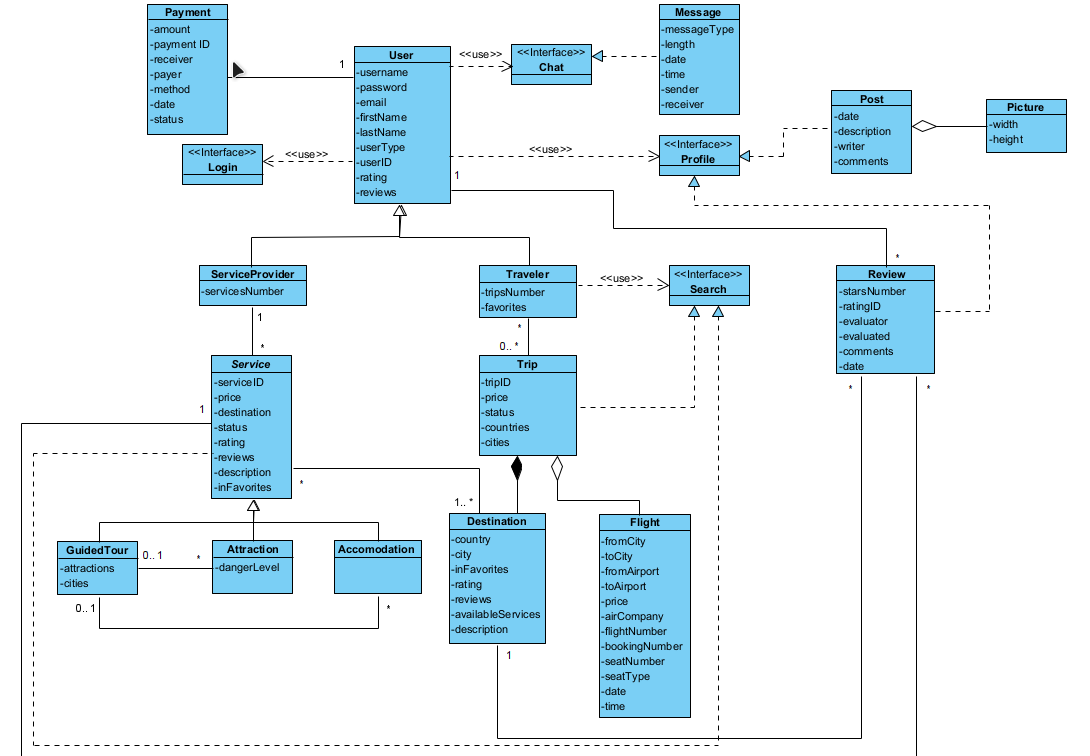 Payment
-amount
-payment ID
-receiver
-payer
-method
-date
-status
1
User
-username
-password
-email
-firstName
-lastName
-userType
-userID
-rating
-reviews
<<use>>
<<Interface>>
Chat
Message
-messageType
-length
-date
-time
-sender
-receiver
<<Interface>>
Login
<<use>>
<<use>>
<<Interface>>
Profile
Post
-date
-description
-writer
-comments
Picture
-width
-height
1
*
ServiceProvider
-servicesNumber
Traveler
-tripsNumber
-favorites
<<use>>
<<Interface>>
Search
Review
-starsNumber
-ratingID
-evaluator
-evaluated
-comments
-date
1
*
*
0.. *
Service
-serviceID
-price
-destination
-status
-rating
-reviews
-description
-inFavorites
1
Trip
-tripID
-price
-status
-countries
-cities
*
*
*
1.. *
GuidedTour
-attractions
-cities
0.. 1
*
Attraction
-dangerLevel
Accomodation
0.. 1
*
Destination
-country
-city
-inFavorites
-rating
-reviews
-availableServices
-description
1
Flight
-fromCity
-toCity
-fromAirport
-toAirport
-price
-airCompany
-flightNumber
-bookingNumber
-seatNumber
-seatType
-date
-time